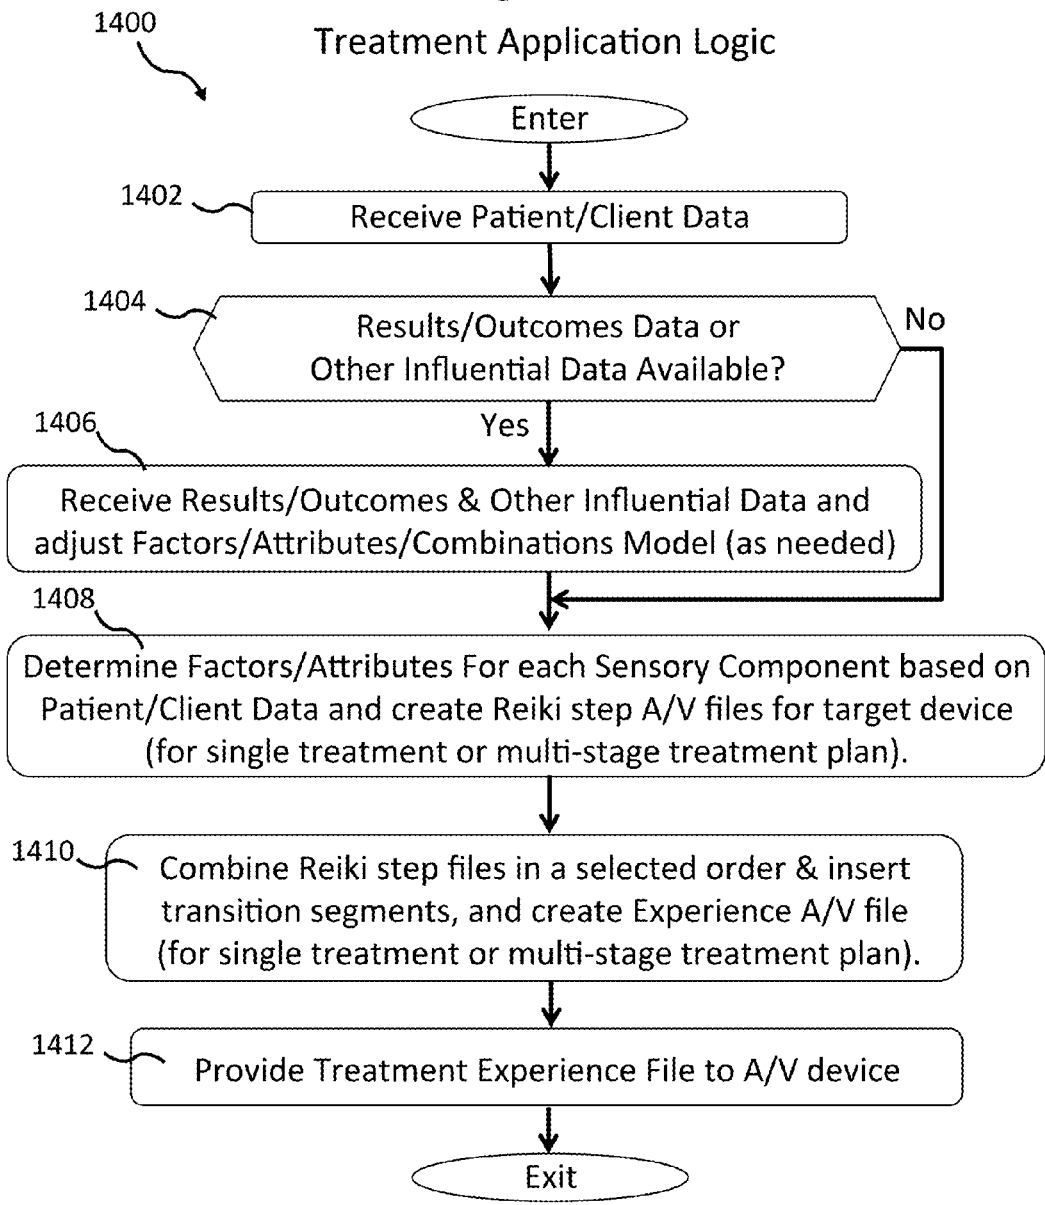 1400
Treatment Application Logic
Enter
1402
Receive Patient/Client Data
1404
Results/Outcomes Data or
Other Influential Data Available?
No
Yes
1406
Receive Results/Outcomes & Other Influential Data and
adjust Factors/Attributes/Combinations Model (as needed)
1408
Determine Factors/Attributes For each Sensory Component based on
Patient/Client Data and create Reiki step A/V files for target device
(for single treatment or multi-stage treatment plan).
1410
Combine Reiki step files in a selected order & insert
transition segments, and create Experience A/V file
(for single treatment or multi-stage treatment plan).
1412
Provide Treatment Experience File to A/V device
Exit